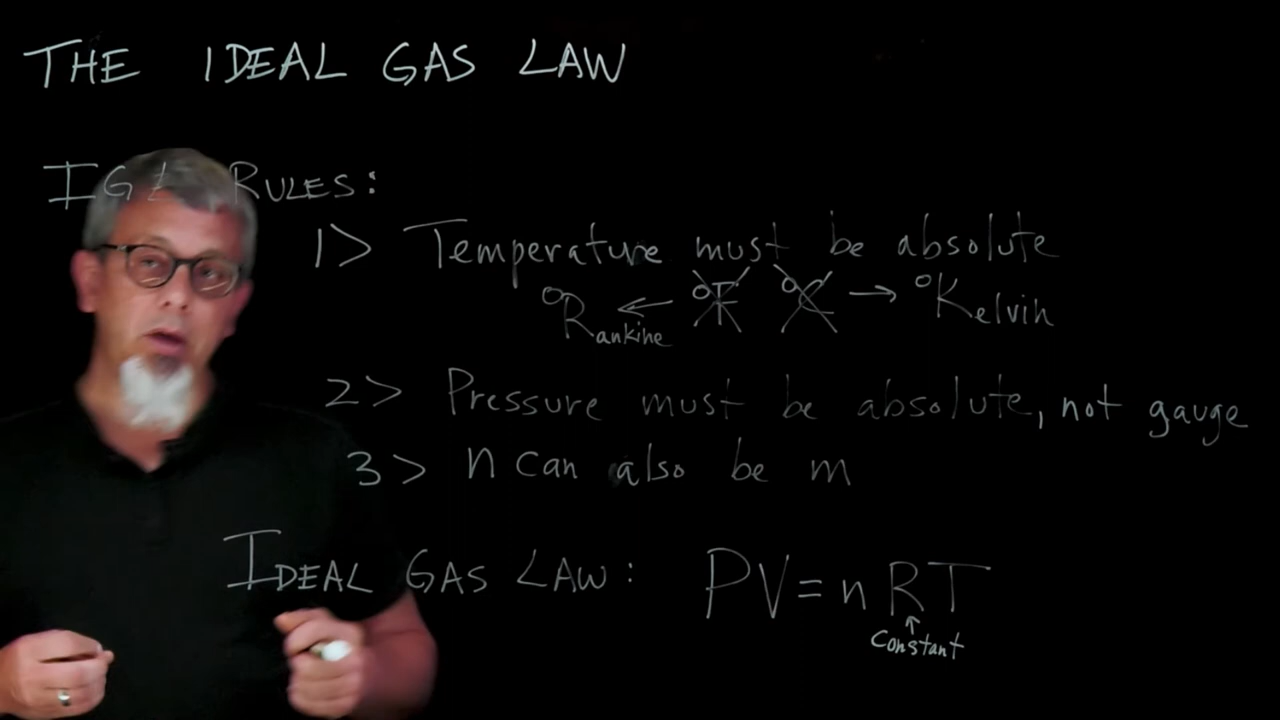 THE IDEAL GAS LAW
IGL RULES:
1> Temperature must be absolute
°Rankine ← °F °C → °Kelvin
2> Pressure must be absolute, not gauge
3> n can also be m
IDEAL GAS LAW: PV = nRT
↑
Constant